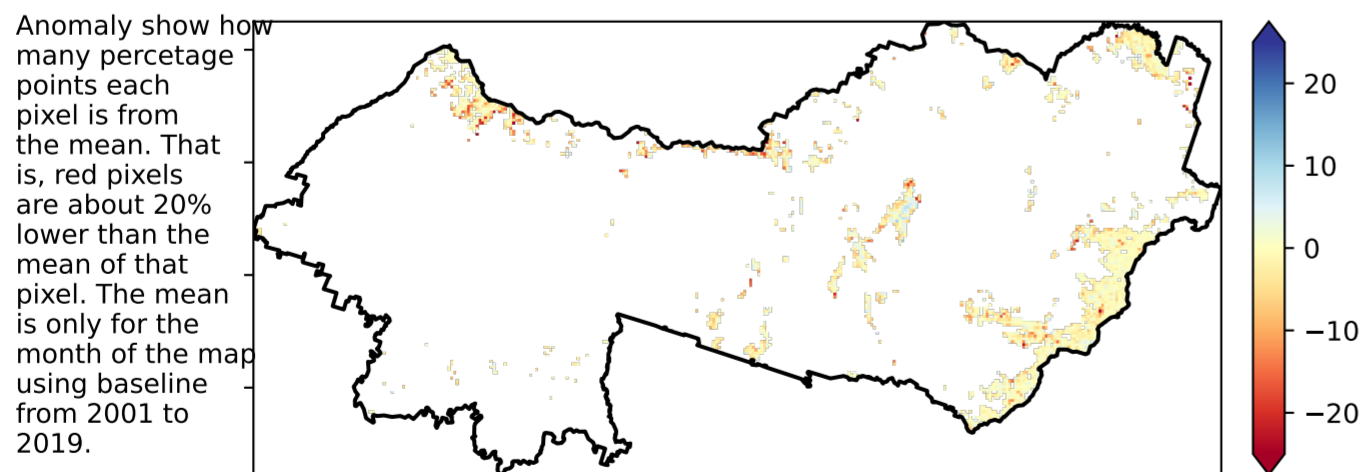 Anomaly show how
many percetage
points each
pixel is from
the mean. That
is, red pixels
are about 20%
lower than the
mean of that
pixel. The mean
is only for the
month of the map
using baseline
from 2001 to
2019.
20
10
0
−10
−20